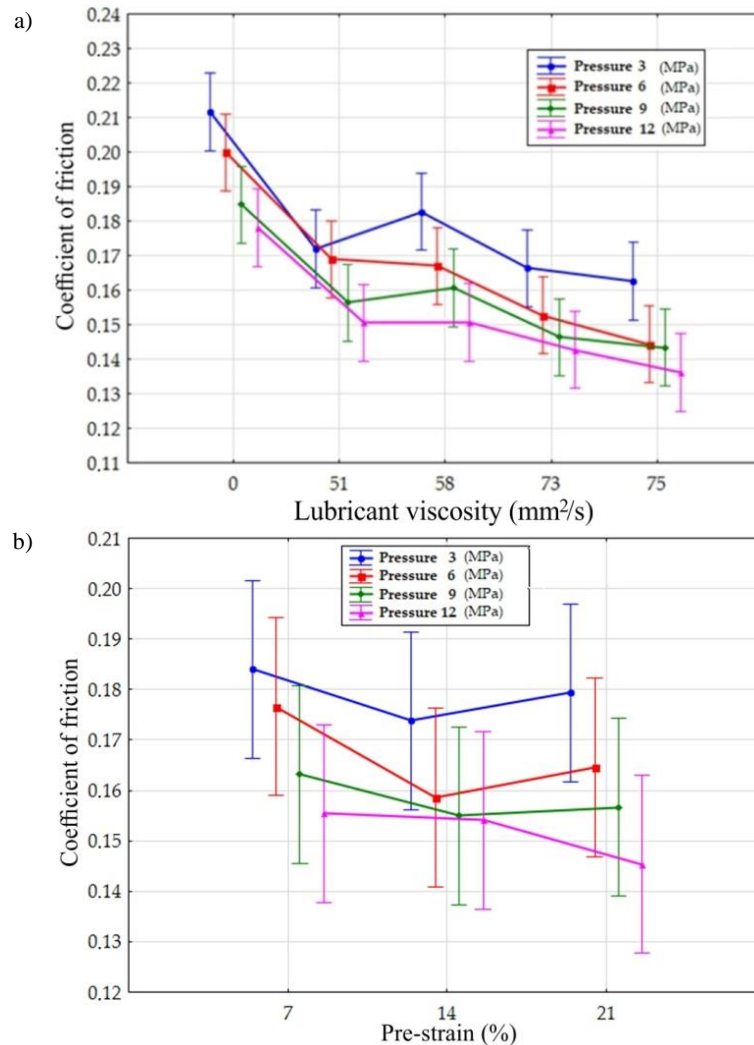 a)
0.24
0.23
0.22
0.21
0.20
0.19
0.18
0.17
0.16
0.15
0.14
0.13
0.12
0.11
Coefficient of friction
Pressure 3 (MPa)
Pressure 6 (MPa)
Pressure 9 (MPa)
Pressure 12 (MPa)
0 51 58 73 75
Lubricant viscosity (mm²/s)
b)
0.21
0.20
0.19
0.18
0.17
0.16
0.15
0.14
0.13
0.12
Coefficient of friction
Pressure 3 (MPa)
Pressure 6 (MPa)
Pressure 9 (MPa)
Pressure 12 (MPa)
7 14 21
Pre-strain (%)